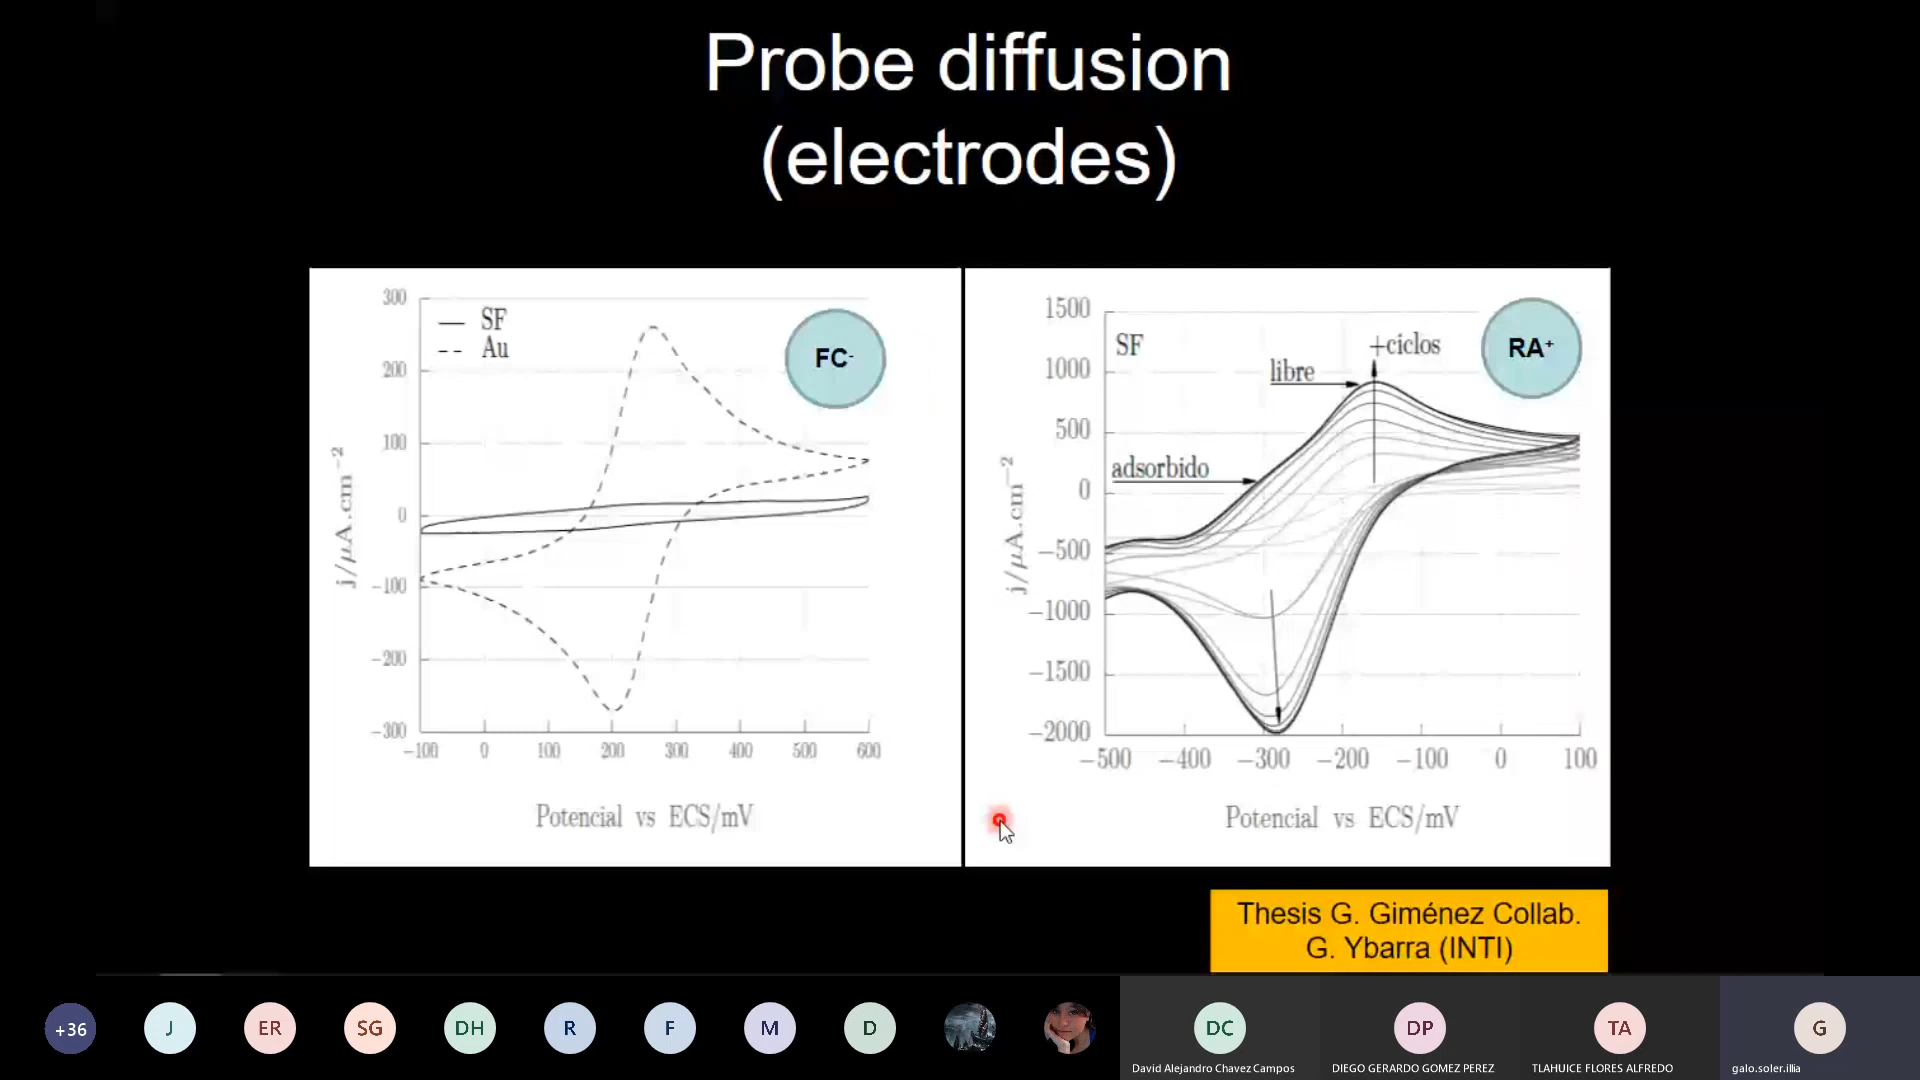 Probe diffusion
(electrodes)
300
200
100
0
−100
−200
−300
−100 0 100 200 300 400 500 600
SF
Au
FC-
j/μA.cm−2
Potencial vs ECS/mV
1500
1000
500
0
−500
−1000
−1500
−2000
−500 −400 −300 −200 −100 0 100
SF
+ciclos
libre
adsorbido
RA+
j/μA.cm−2
Potencial vs ECS/mV
Thesis G. Giménez Collab.
G. Ybarra (INTI)
+36
J
ER
SG
DH
R
F
M
D
DC
DP
TA
G
David Alejandro Chavez Campos
DIEGO GERARDO GOMEZ PEREZ
TLAHUICE FLORES ALFREDO
galo.soler.illia